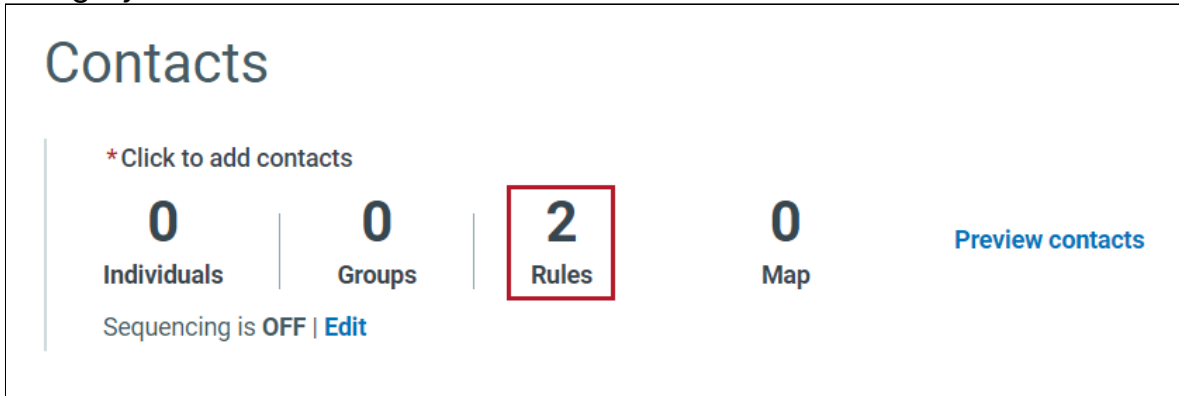 Contacts
*Click to add contacts
0 0 2 0
Individuals Groups Rules Map
Preview contacts
Sequencing is OFF | Edit